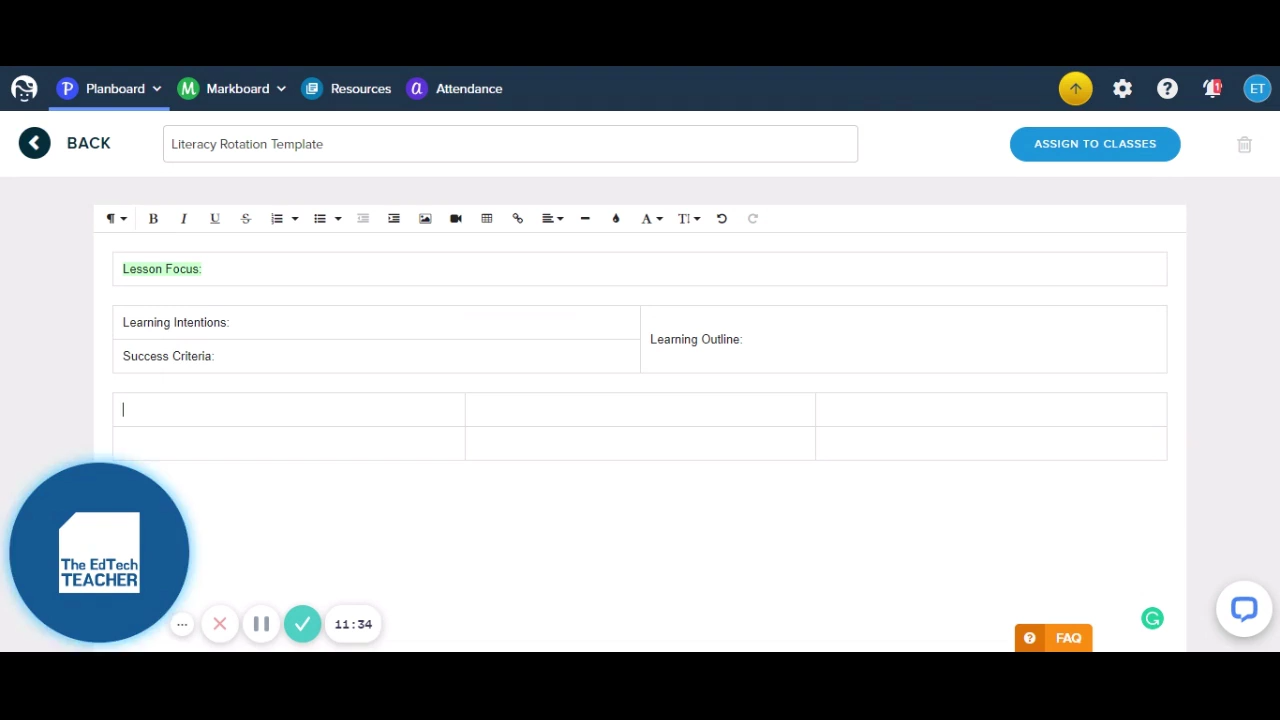 P Planboard M Markboard Resources a Attendance 1 ET
BACK Literacy Rotation Template ASSIGN TO CLASSES
¶ B I U S A T
Lesson Focus:
Learning Intentions:
Learning Outline:
Success Criteria:
The EdTech
TEACHER
... 11:34
? FAQ